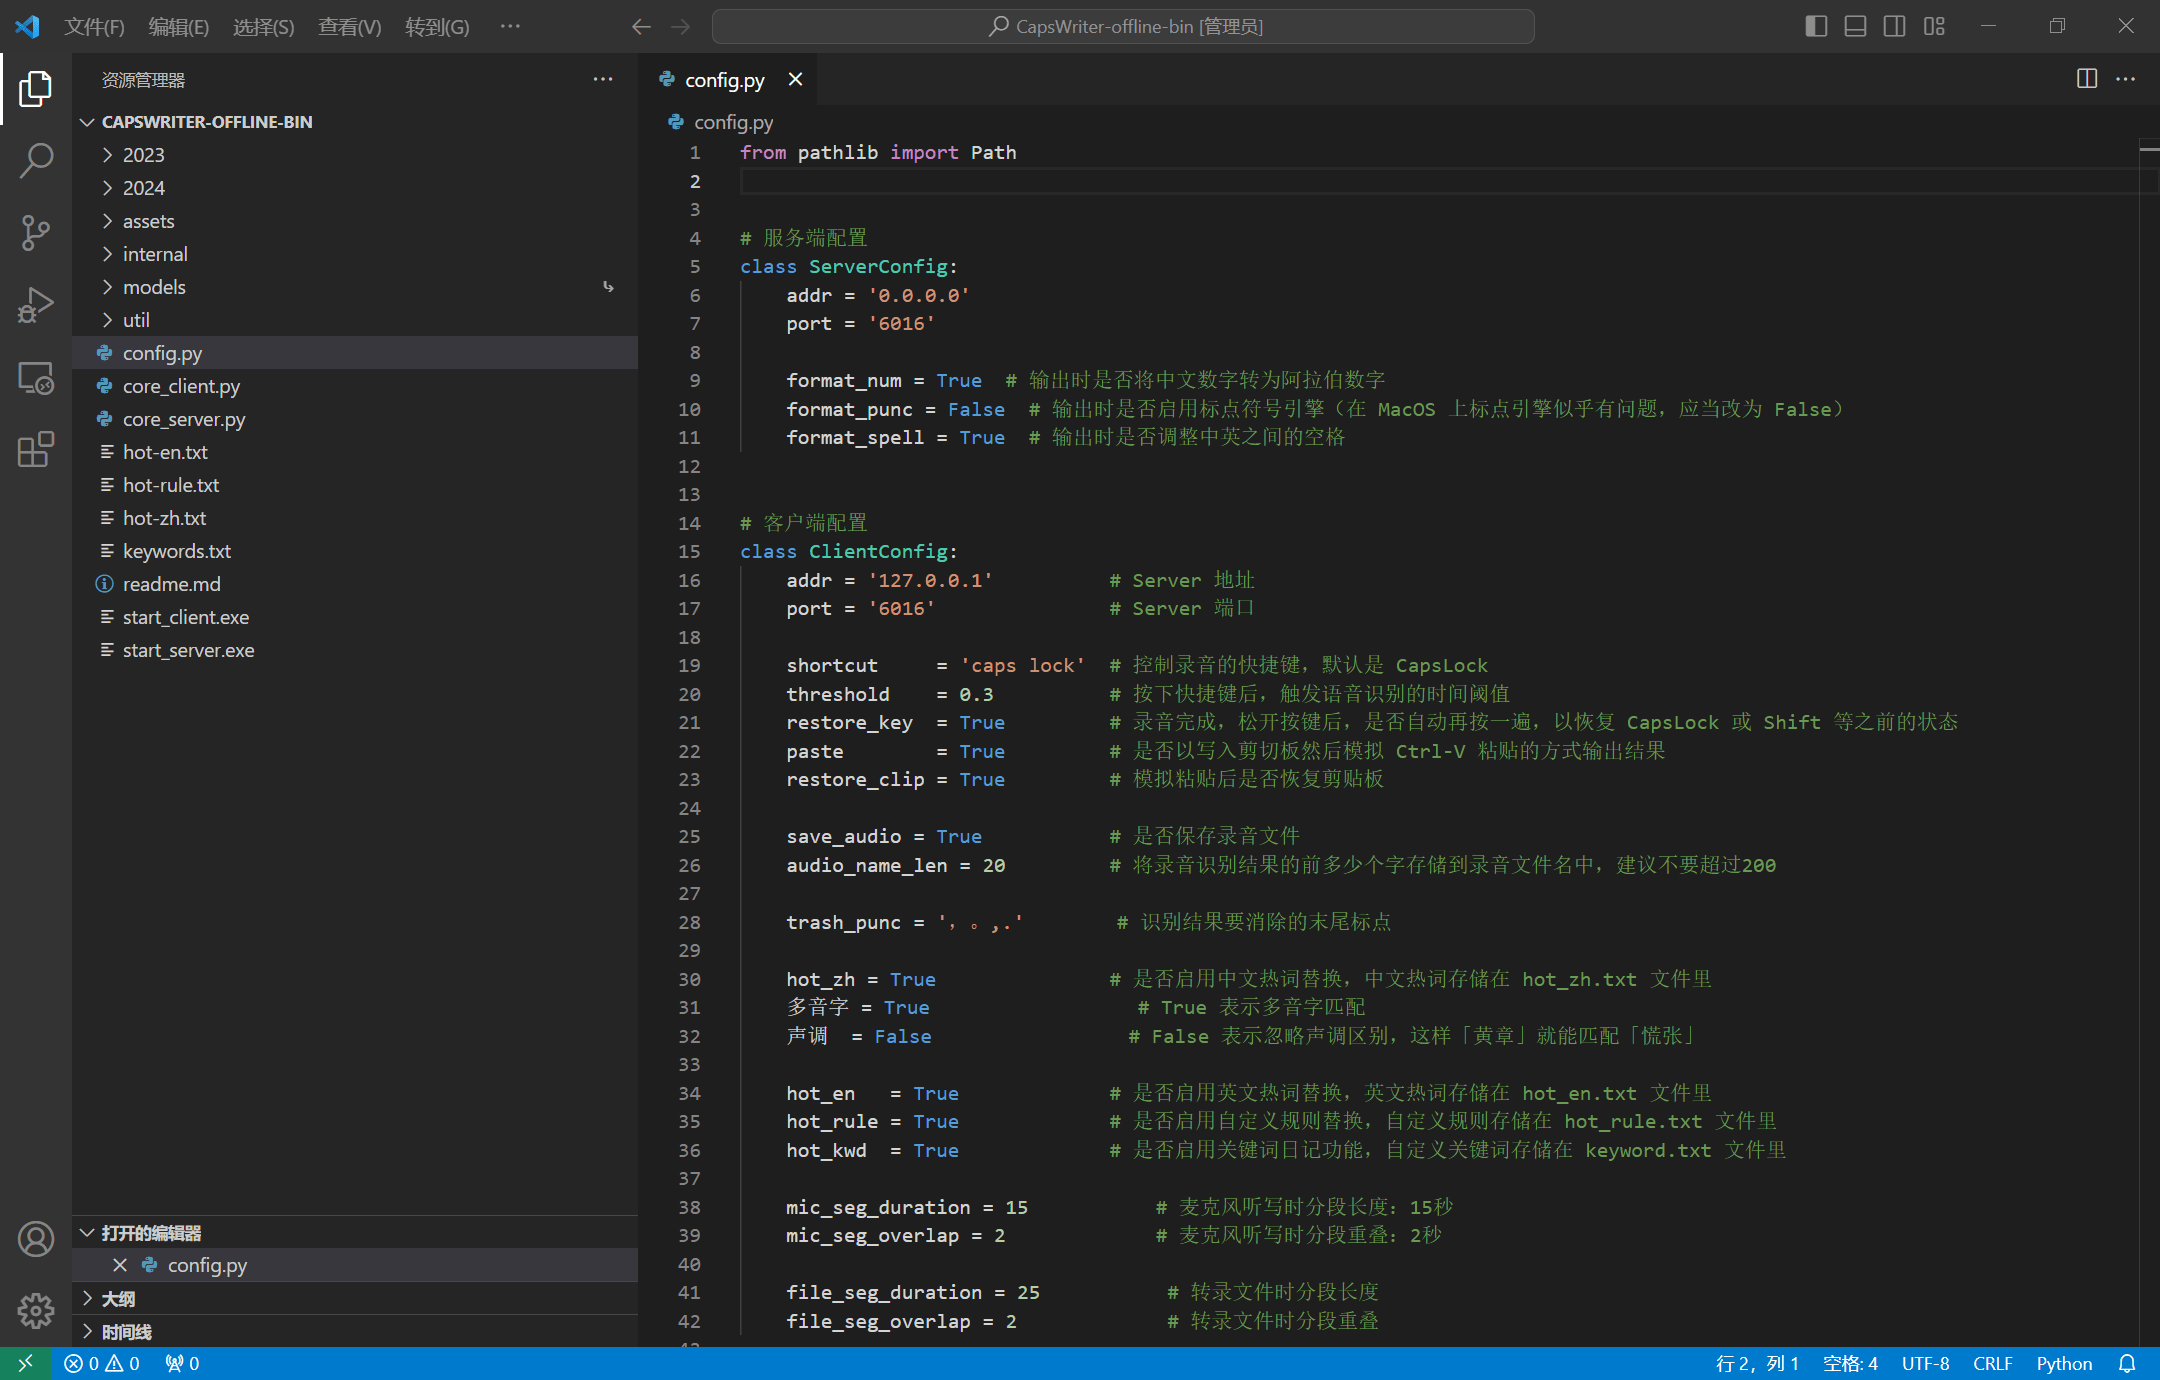 文件(F) 编辑(E) 选择(S) 查看(V) 转到(G) ··· CapsWriter-offline-bin [管理员]
资源管理器
CAPSWRITER-OFFLINE-BIN
2023
2024
assets
internal
models
util
config.py
core_client.py
core_server.py
hot-en.txt
hot-rule.txt
hot-zh.txt
keywords.txt
readme.md
start_client.exe
start_server.exe
打开的编辑器
config.py
大纲
时间线
config.py
config.py
1 from pathlib import Path
2
3
4 # 服务端配置
5 class ServerConfig:
6 addr = '0.0.0.0'
7 port = '6016'
8
9 format_num = True # 输出时是否将中文数字转为阿拉伯数字
10 format_punc = False # 输出时是否启用标点符号引擎（在 MacOS 上标点引擎似乎有问题，应当改为 False）
11 format_spell = True # 输出时是否调整中英之间的空格
12
13
14 # 客户端配置
15 class ClientConfig:
16 addr = '127.0.0.1' # Server 地址
17 port = '6016' # Server 端口
18
19 shortcut = 'caps lock' # 控制录音的快捷键，默认是 CapsLock
20 threshold = 0.3 # 按下快捷键后，触发语音识别的时间阈值
21 restore_key = True # 录音完成，松开按键后，是否自动再按一遍，以恢复 CapsLock 或 Shift 等之前的状态
22 paste = True # 是否以写入剪切板然后模拟 Ctrl-V 粘贴的方式输出结果
23 restore_clip = True # 模拟粘贴后是否恢复剪贴板
24
25 save_audio = True # 是否保存录音文件
26 audio_name_len = 20 # 将录音识别结果的前多少个字存储到录音文件名中，建议不要超过200
27
28 trash_punc = '，。,.' # 识别结果要消除的末尾标点
29
30 hot_zh = True # 是否启用中文热词替换，中文热词存储在 hot_zh.txt 文件里
31 多音字 = True # True 表示多音字匹配
32 声调 = False # False 表示忽略声调区别，这样「黄章」就能匹配「慌张」
33
34 hot_en = True # 是否启用英文热词替换，英文热词存储在 hot_en.txt 文件里
35 hot_rule = True # 是否启用自定义规则替换，自定义规则存储在 hot_rule.txt 文件里
36 hot_kwd = True # 是否启用关键词日记功能，自定义关键词存储在 keyword.txt 文件里
37
38 mic_seg_duration = 15 # 麦克风听写时分段长度：15秒
39 mic_seg_overlap = 2 # 麦克风听写时分段重叠：2秒
40
41 file_seg_duration = 25 # 转录文件时分段长度
42 file_seg_overlap = 2 # 转录文件时分段重叠
0 0 0 行 2，列 1 空格: 4 UTF-8 CRLF Python